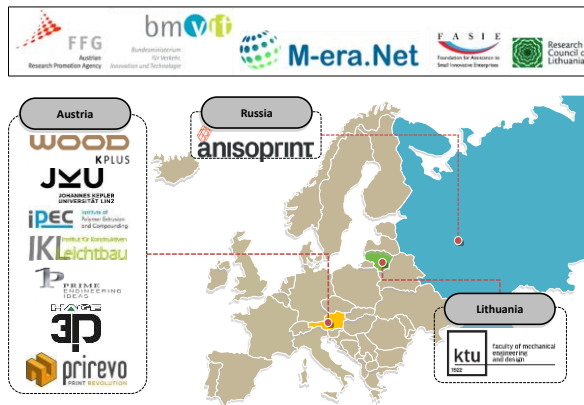 FFG
Austrian
Research Promotion Agency
bmvit
Bundesministerium
für Verkehr,
Innovation und Technologie
M-era.Net
FASIE
Foundation for Assistance to
Small Innovative Enterprises
Research
Council of
Lithuania
Austria
WOOD
KPLUS
JKU
JOHANNES KEPLER
UNIVERSITÄT LINZ
iPEC
Institute of
Polymer Extrusion
and Compounding
IKL
Institut für Konstruktiven
Leichtbau
PRIME
ENGINEERING
IDEAS
HAGE
3D
prirevo
PRINT REVOLUTION
Russia
anisoprint
Lithuania
ktu
1922
faculty of mechanical
engineering
and design